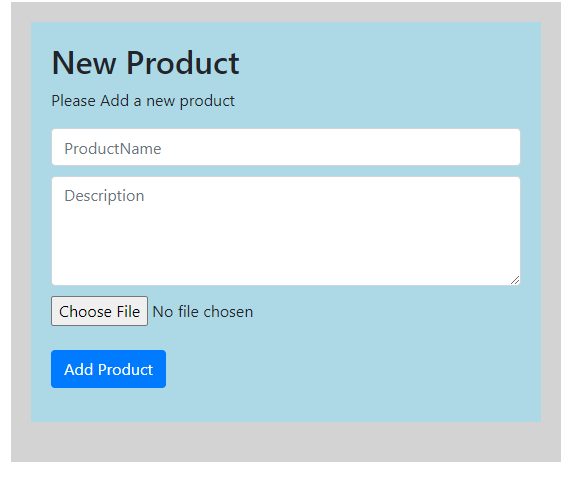 New Product
Please Add a new product
ProductName
Description
Choose File No file chosen
Add Product